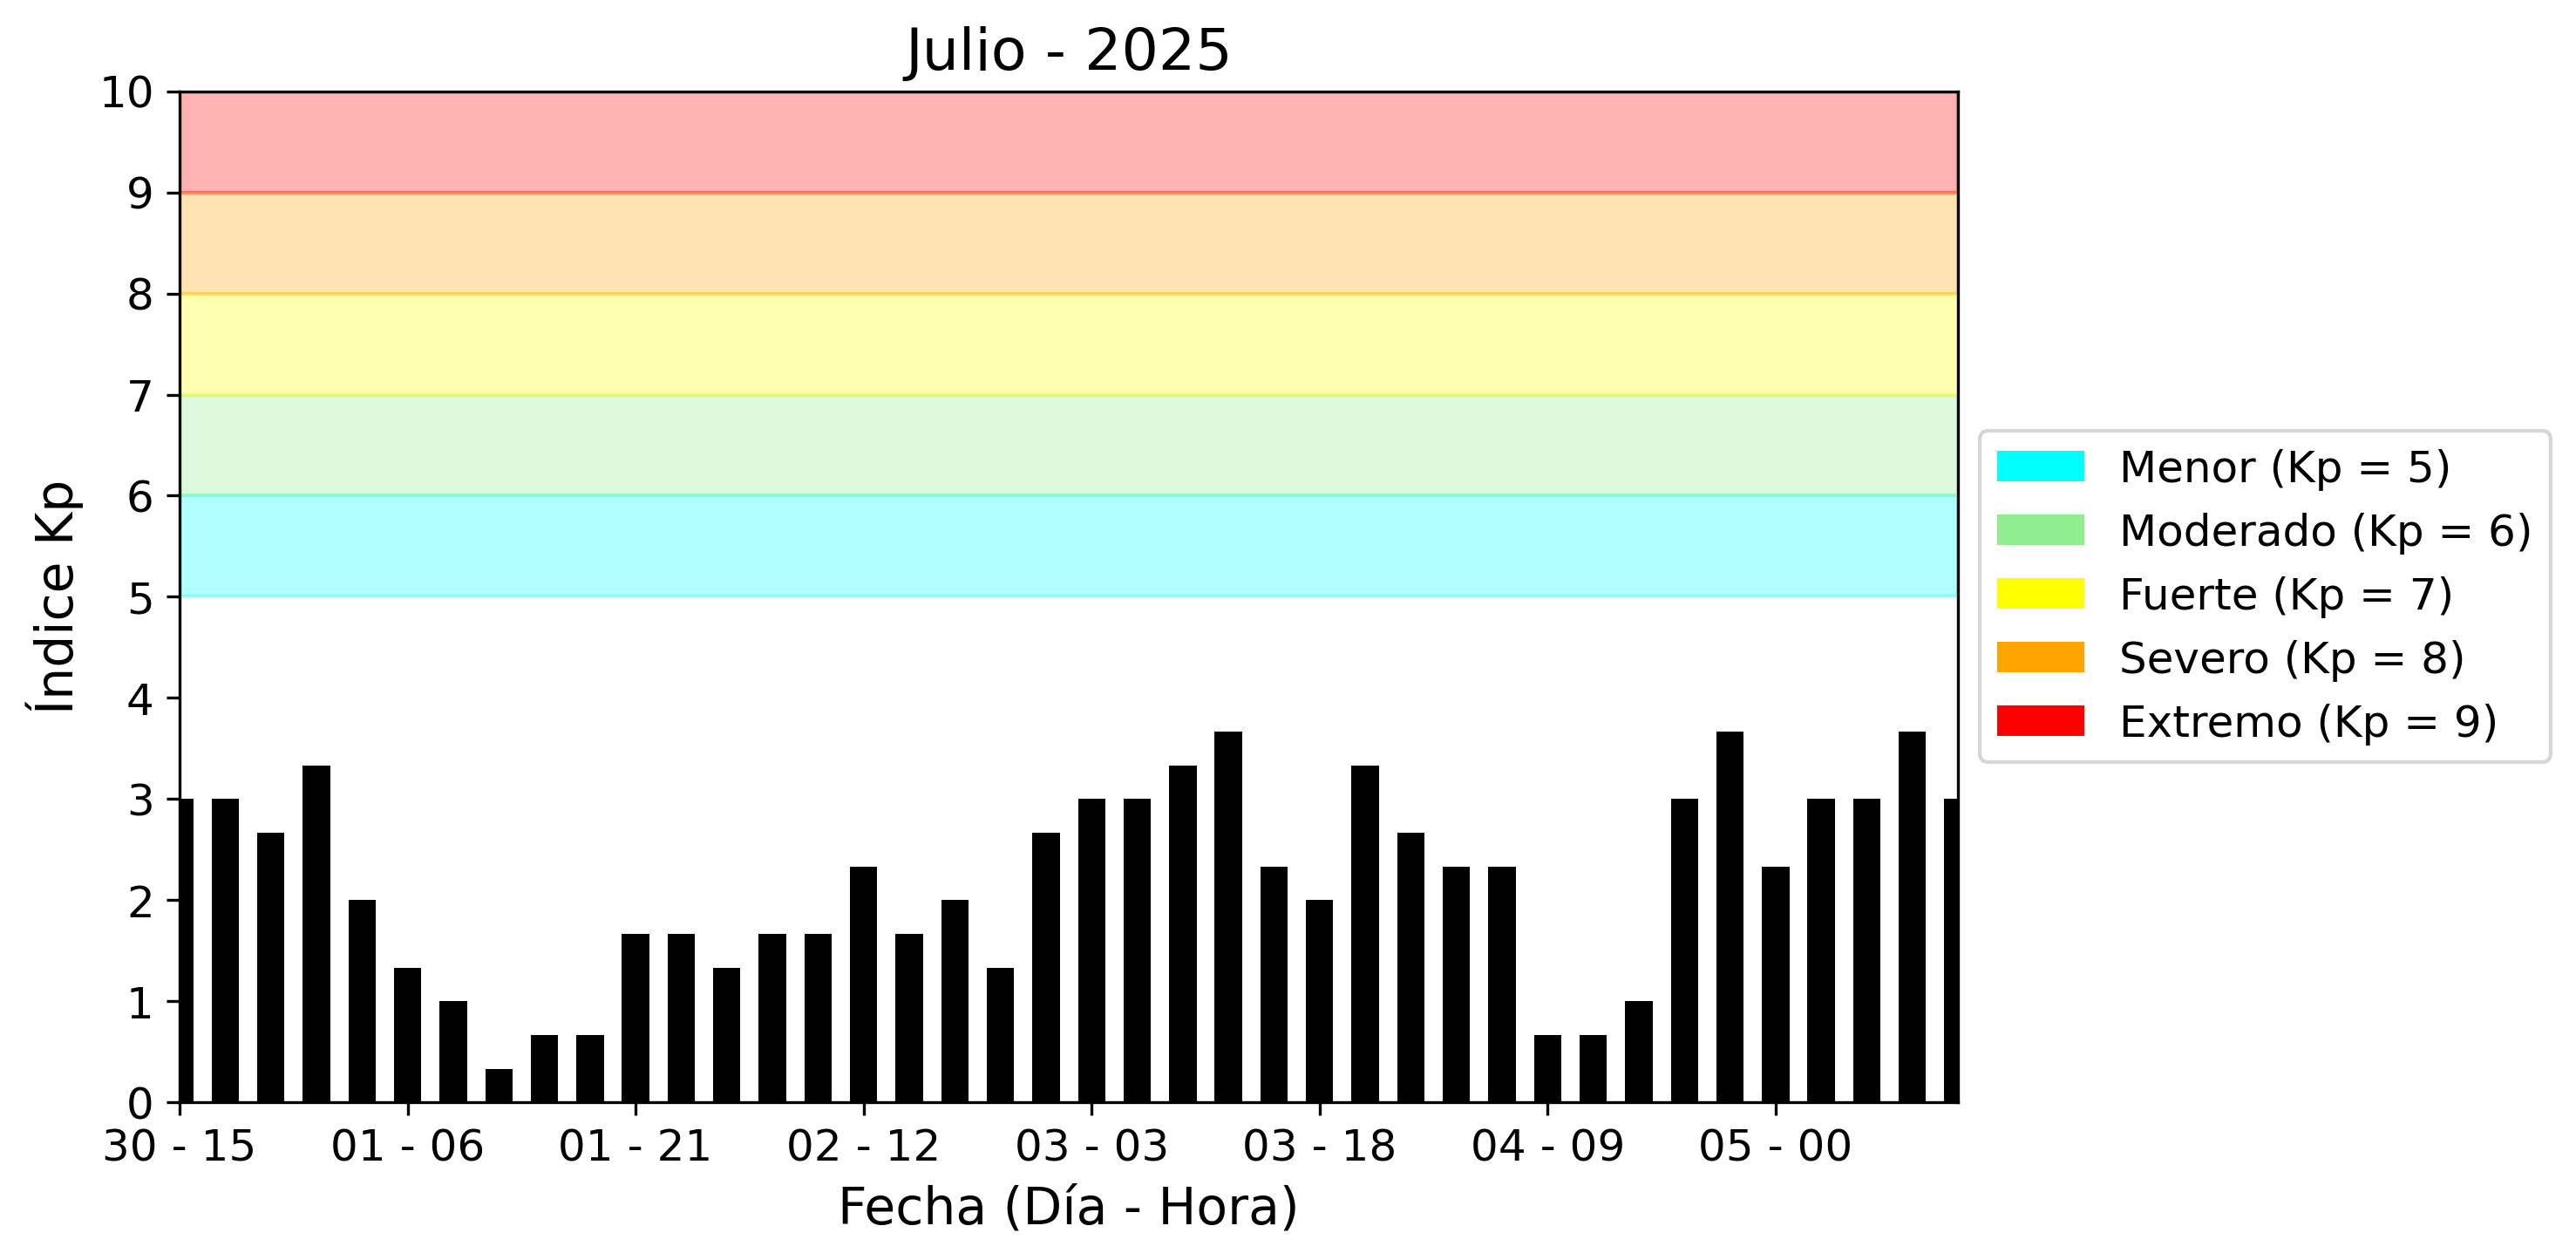 Julio - 2025
10
9
8
7
6
5
4
3
2
1
0
Índice Kp
30 - 15
01 - 06
01 - 21
02 - 12
03 - 03
03 - 18
04 - 09
05 - 00
Fecha (Día - Hora)
Menor (Kp = 5)
Moderado (Kp = 6)
Fuerte (Kp = 7)
Severo (Kp = 8)
Extremo (Kp = 9)